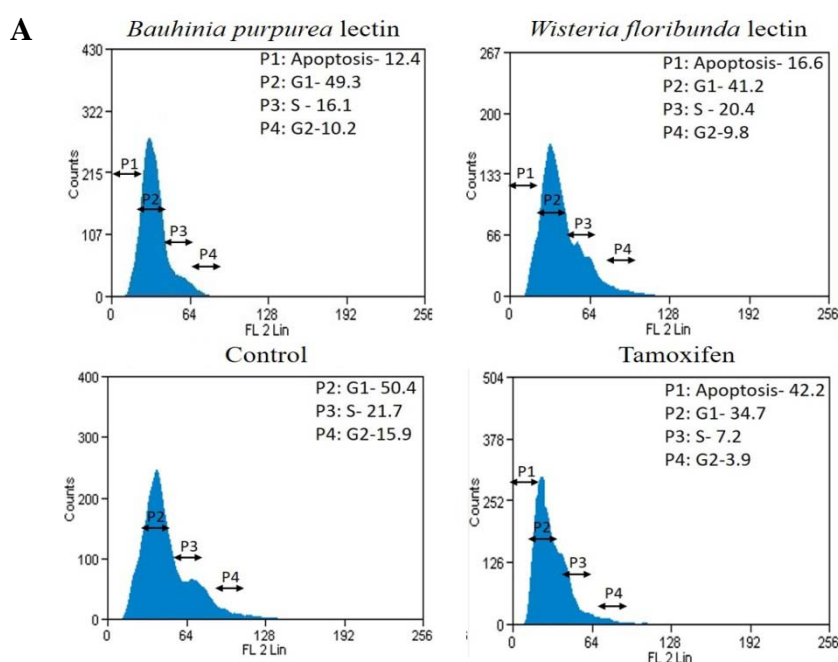 A
Bauhinia purpurea lectin
430
322
215
107
0
Counts
P1: Apoptosis- 12.4
P2: G1- 49.3
P3: S - 16.1
P4: G2-10.2
P1
P2
P3
P4
0 64 128 192 256
FL 2 Lin
Wisteria floribunda lectin
267
200
133
66
0
Counts
P1: Apoptosis- 16.6
P2: G1- 41.2
P3: S - 20.4
P4: G2-9.8
P1
P2
P3
P4
0 64 128 192 256
FL 2 Lin
Control
400
300
200
100
0
Counts
P2: G1- 50.4
P3: S- 21.7
P4: G2-15.9
P2
P3
P4
0 64 128 192 256
FL 2 Lin
Tamoxifen
504
378
252
126
0
Counts
P1: Apoptosis- 42.2
P2: G1- 34.7
P3: S- 7.2
P4: G2-3.9
P1
P2
P3
P4
0 64 128 192 256
FL 2 Lin